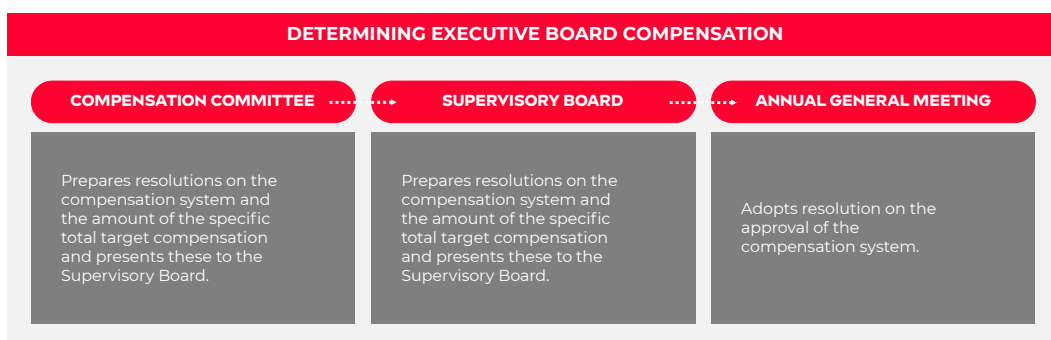 DETERMINING EXECUTIVE BOARD COMPENSATION
COMPENSATION COMMITTEE
Prepares resolutions on the
compensation system and
the amount of the specific
total target compensation
and presents these to the
Supervisory Board.
SUPERVISORY BOARD
Prepares resolutions on the
compensation system and
the amount of the specific
total target compensation
and presents these to the
Supervisory Board.
ANNUAL GENERAL MEETING
Adopts resolution on the
approval of the
compensation system.